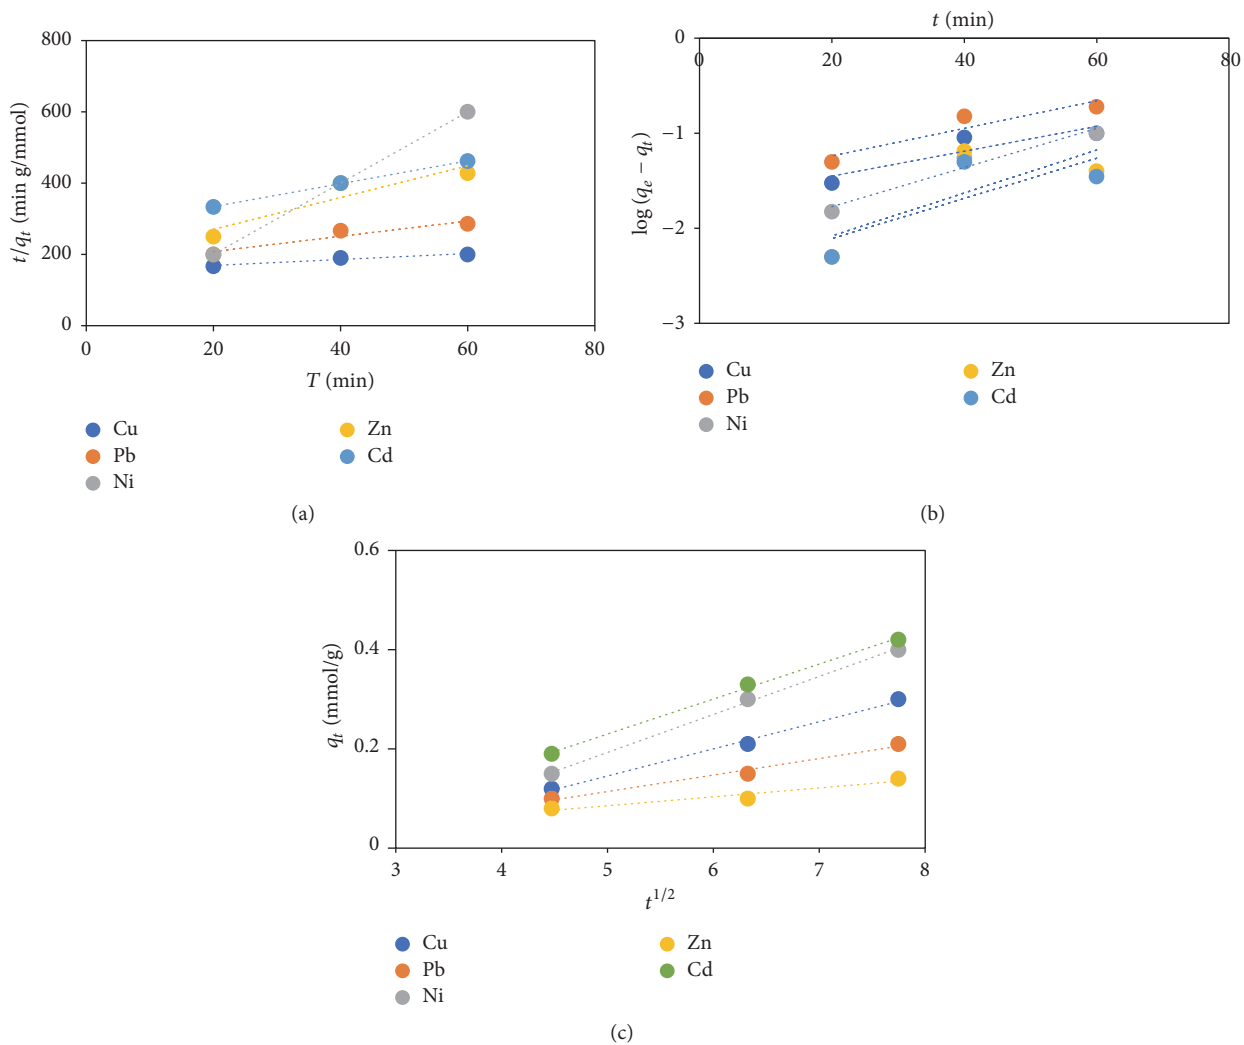 800
600
400
200
0
t/qt (min g/mmol)
0 20 40 60 80
T (min)
Cu Zn
Pb Cd
Ni
(a)
t (min)
0
0 20 40 60 80
−1
−2
−3
log (qe − qt)
Cu Zn
Pb Cd
Ni
(b)
0.6
0.4
0.2
0
qt (mmol/g)
3 4 5 6 7 8
t^1/2
Cu Zn
Pb Cd
Ni
(c)